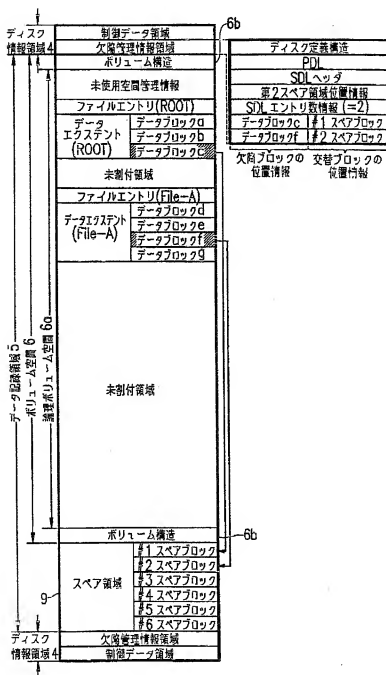 6b
ディスク
情報領域4
制御データ領域
欠陥管理情報領域
ボリューム構造
未使用空間管理情報
ファイルエントリ(ROOT)
データ
エクステント
(ROOT)
データブロックa
データブロックb
データブロックc
未割付領域
ファイルエントリ(File-A)
データエクステント
(File-A)
データブロックd
データブロックe
データブロックf
データブロックg
未割付領域
ボリューム構造
6b
スペア領域
9
#1 スペアブロック
#2 スペアブロック
#3 スペアブロック
#4 スペアブロック
#5 スペアブロック
#6 スペアブロック
ディスク
情報領域4
欠陥管理情報領域
制御データ領域
データ記録領域 5
ボリューム空間 6
論理ボリューム空間 6a
ディスク定義構造
PDL
SDLヘッダ
第2スペア領域位置情報
SDLエントリ数情報(=2)
データブロックc
#1 スペアブロック
データブロックf
#2 スペアブロック
欠陥ブロックの
位置情報
交替ブロックの
位置情報